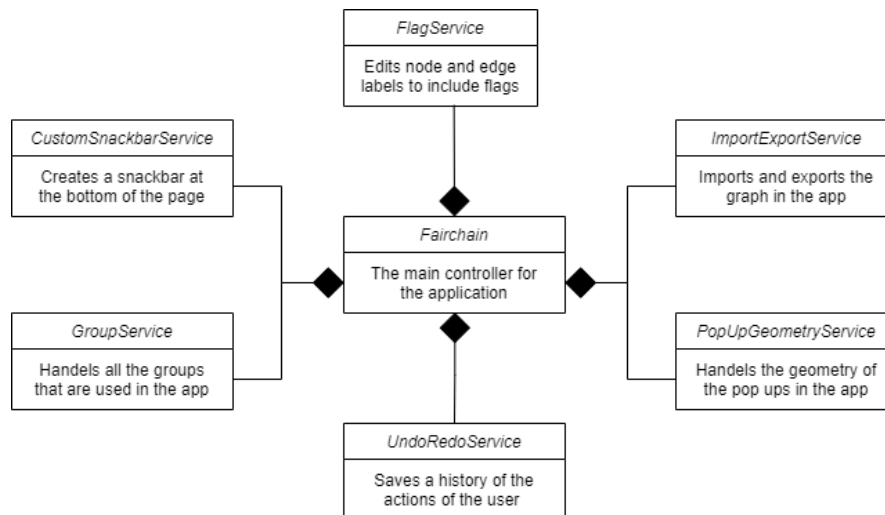 FlagService
Edits node and edge
labels to include flags
CustomSnackbarService
Creates a snackbar at
the bottom of the page
ImportExportService
Imports and exports the
graph in the app
Fairchain
The main controller for
the application
GroupService
Handels all the groups
that are used in the app
PopUpGeometryService
Handels the geometry of
the pop ups in the app
UndoRedoService
Saves a history of the
actions of the user